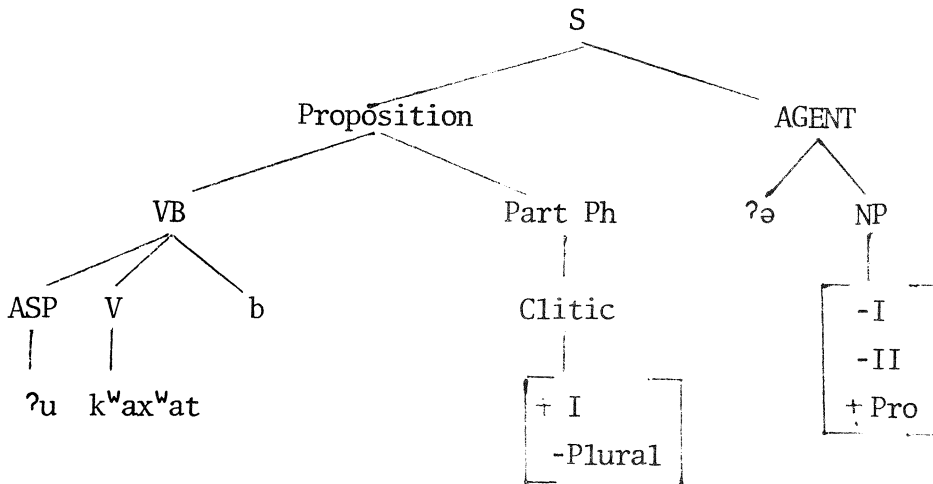 S
Proposition AGENT
VB Part Ph ʔə NP
ASP V b Clitic -I
-II
ʔu kʷaxʷat + I + Pro
-Plural